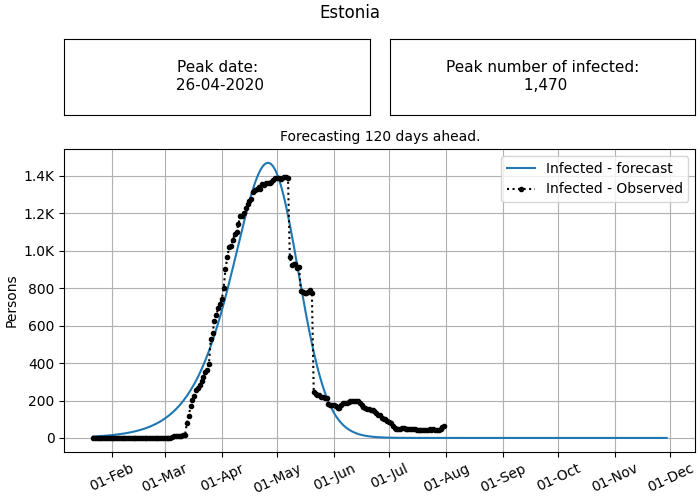 Estonia
Peak date:
26-04-2020
Peak number of infected:
1,470
Forecasting 120 days ahead.
Infected - forecast
Infected - Observed
1.4K
1.2K
1.0K
800
600
400
200
0
Persons
01-Feb
01-Mar
01-Apr
01-May
01-Jun
01-Jul
01-Aug
01-Sep
01-Oct
01-Nov
01-Dec